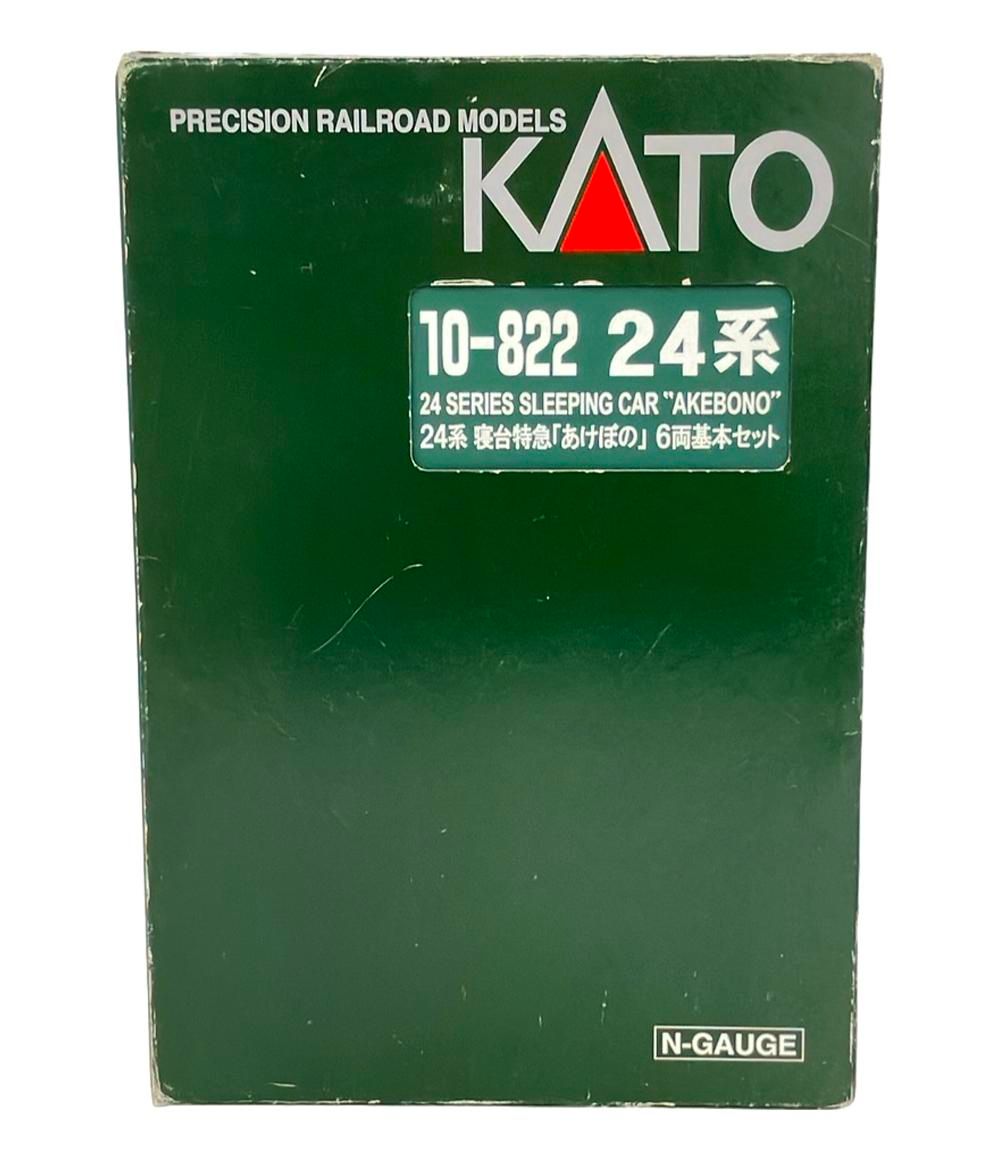 PRECISION RAILROAD MODELS
KATO
10-822 24系
24 SERIES SLEEPING CAR "AKEBONO"
24系 寝台特急「あけぼの」 6両基本セット
N-GAUGE